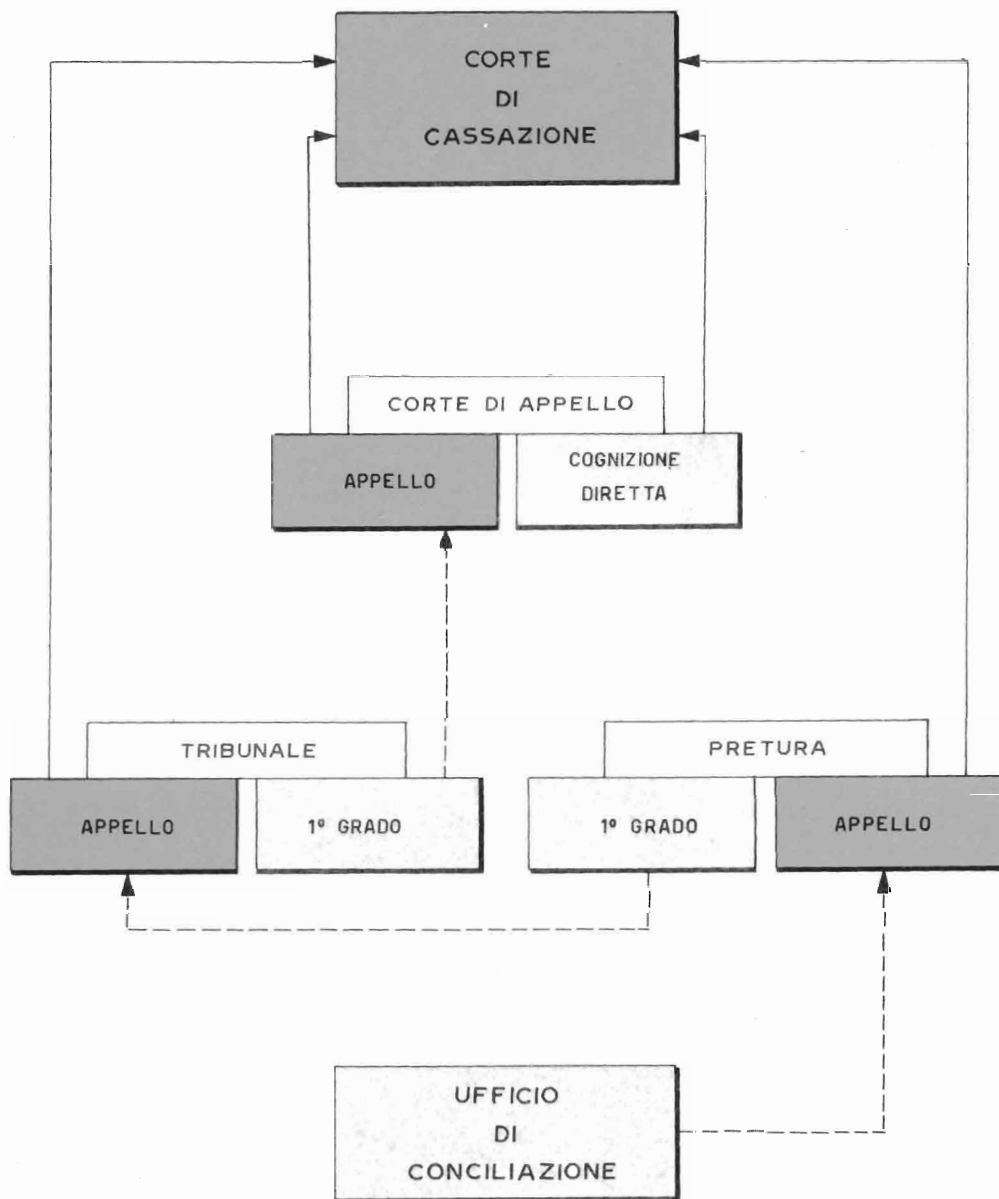 CORTE
DI
CASSAZIONE
CORTE DI APPELLO
APPELLO
COGNIZIONE
DIRETTA
TRIBUNALE
PRETURA
APPELLO
1º GRADO
1º GRADO
APPELLO
UFFICIO
DI
CONCILIAZIONE